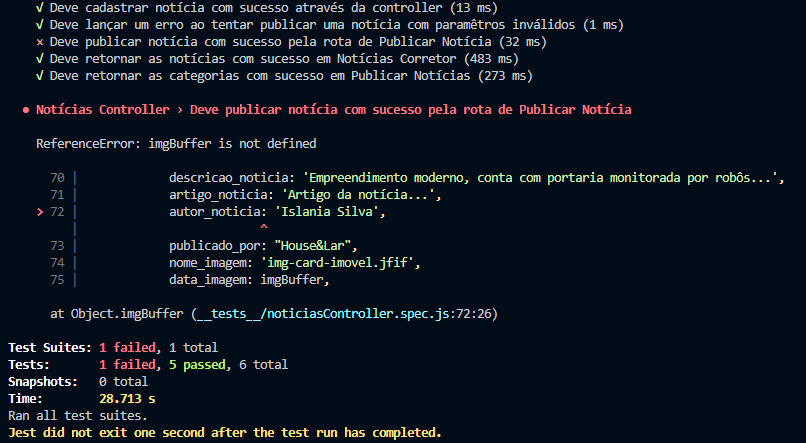 √ Deve cadastrar notícia com sucesso através da controller (13 ms)
√ Deve lançar um erro ao tentar publicar uma notícia com paramêtros inválidos (1 ms)
× Deve publicar notícia com sucesso pela rota de Publicar Notícia (32 ms)
√ Deve retornar as notícias com sucesso em Notícias Corretor (483 ms)
√ Deve retornar as categorias com sucesso em Publicar Notícias (273 ms)
● Notícias Controller › Deve publicar notícia com sucesso pela rota de Publicar Notícia
ReferenceError: imgBuffer is not defined
70 | descricao_noticia: 'Empreendimento moderno, conta com portaria monitorada por robôs...',
71 | artigo_noticia: 'Artigo da notícia...',
> 72 | autor_noticia: 'Islania Silva',
| ^
73 | publicado_por: "House&Lar",
74 | nome_imagem: 'img-card-imovel.jfif',
75 | data_imagem: imgBuffer,
at Object.imgBuffer (__tests__/noticiasController.spec.js:72:26)
Test Suites: 1 failed, 1 total
Tests: 1 failed, 5 passed, 6 total
Snapshots: 0 total
Time: 28.713 s
Ran all test suites.
Jest did not exit one second after the test run has completed.